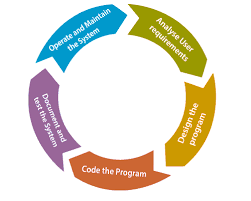 Analyse User
requirements
Design the
program
Code the Program
Document and
test the System
Operate and Maintain
the System